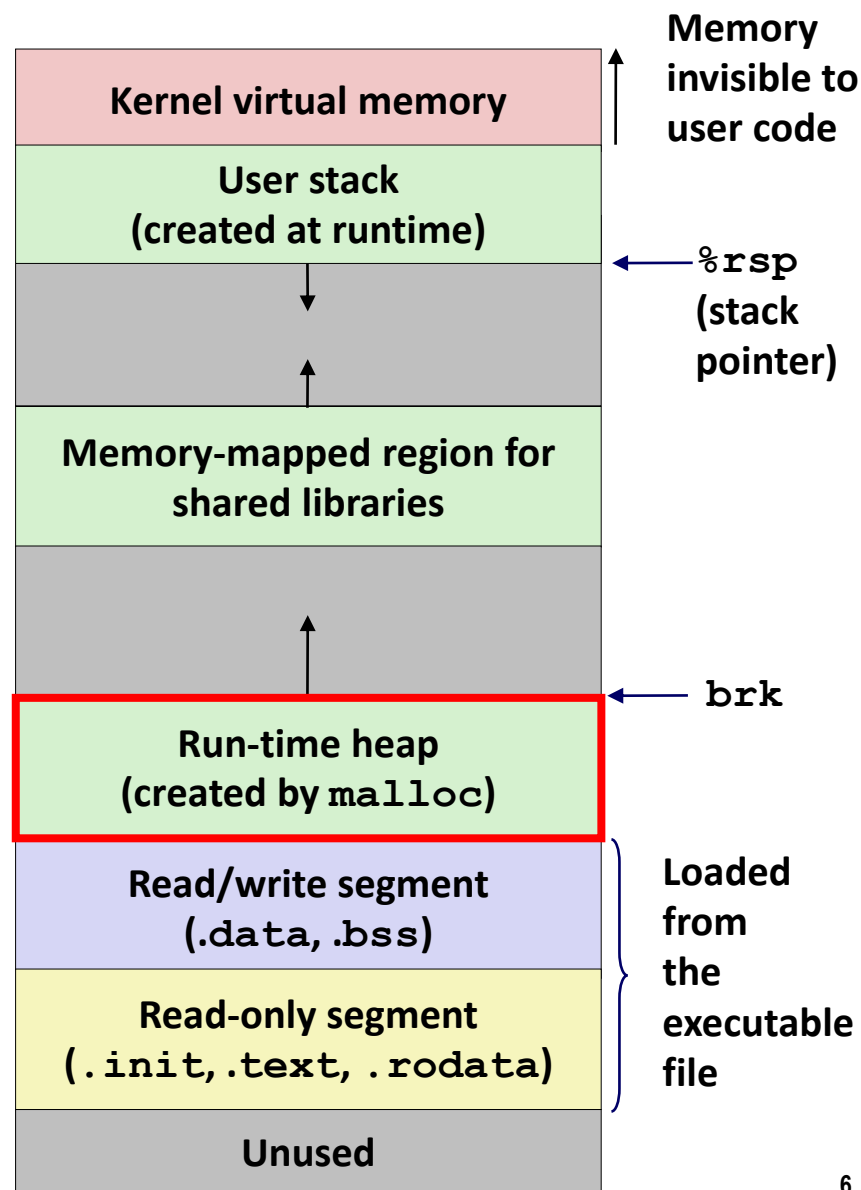 Memory
invisible to
user code
Kernel virtual memory
User stack
(created at runtime)
%rsp
(stack
pointer)
Memory-mapped region for
shared libraries
brk
Run-time heap
(created by malloc)
Read/write segment
(.data, .bss)
Read-only segment
(.init, .text, .rodata)
Loaded
from
the
executable
file
Unused
6